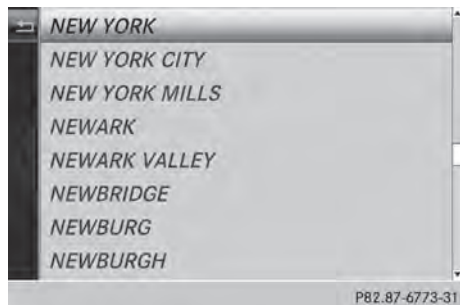 NEW YORK
NEW YORK CITY
NEW YORK MILLS
NEWARK
NEWARK VALLEY
NEWBRIDGE
NEWBURG
NEWBURGH
P82.87-6773-31